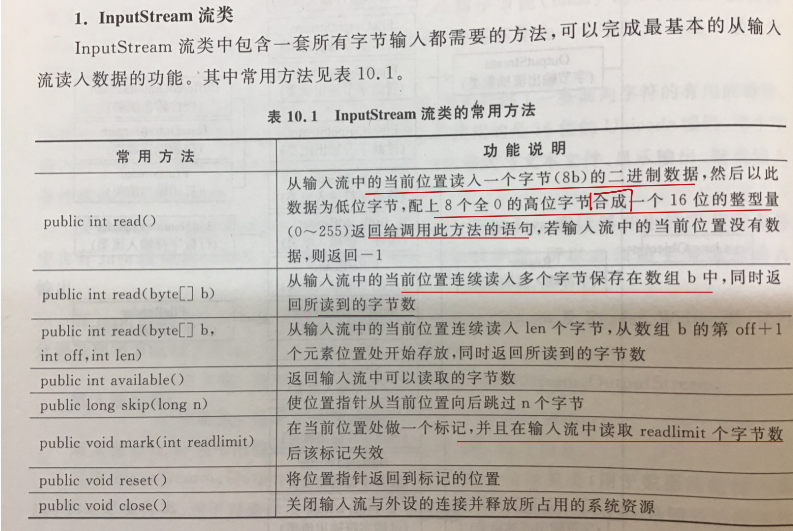 1. InputStream 流类
InputStream 流类中包含一套所有字节输入都需要的方法,可以完成最基本的从输入
流读入数据的功能。其中常用方法见表 10.1。
表 10.1 InputStream 流类的常用方法
常用方法
功能说明
public int read()
从输入流中的当前位置读入一个字节(8b)的二进制数据,然后以此
数据为低位字节,配上8个全0的高位字节合成一个 16 位的整型量
(0~255)返回给调用此方法的语句,若输入流中的当前位置没有数
据,则返回-1
public int read(byte[] b)
从输入流中的当前位置连续读入多个字节保存在数组 b 中,同时返
回所读到的字节数
public int read(byte[] b,
int off,int len)
从输入流中的当前位置连续读入 len 个字节,从数组 b 的第 off+1
个元素位置处开始存放,同时返回所读到的字节数
public int available()
返回输入流中可以读取的字节数
public long skip(long n)
使位置指针从当前位置向后跳过 n 个字节
public void mark(int readlimit)
在当前位置处做一个标记,并且在输入流中读取 readlimit 个字节数
后该标记失效
public void reset()
将位置指针返回到标记的位置
public void close()
关闭输入流与外设的连接并释放所占用的系统资源